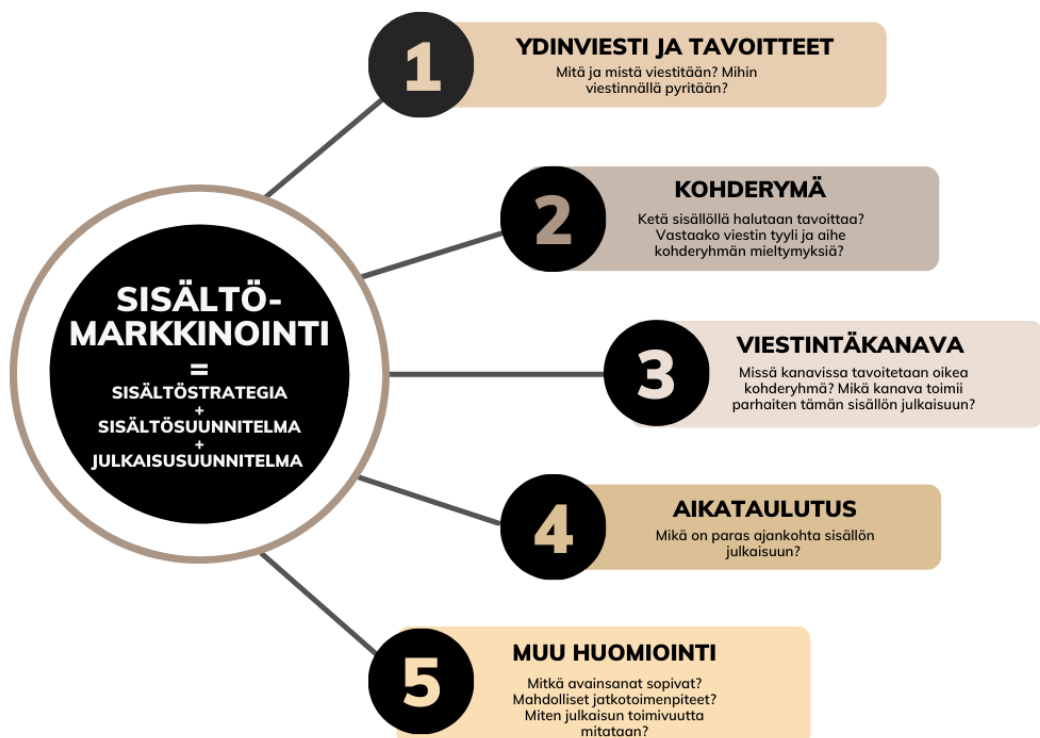 1
YDINVIESTI JA TAVOITTEET
Mitä ja mistä viestitään? Mihin
viestinnällä pyritään?
2
KOHDERYMÄ
Ketä sisällöllä halutaan tavoittaa?
Vastaako viestin tyyli ja aihe
kohderyhmän mieltymyksiä?
SISÄLTÖ-
MARKKINOINTI
=
SISÄLTÖSTRATEGIA
+
SISÄLTÖSUUNNITELMA
+
JULKAISUSUUNNITELMA
3
VIESTINTÄKANAVA
Missä kanavissa tavoitetaan oikea
kohderyhmä? Mikä kanava toimii
parhaiten tämän sisällön julkaisuun?
4
AIKATAULUTUS
Mikä on paras ajankohta sisällön
julkaisuun?
5
MUU HUOMIOINTI
Mitkä avainsanat sopivat?
Mahdolliset jatkotoimenpiteet?
Miten julkaisun toimivuutta
mitataan?